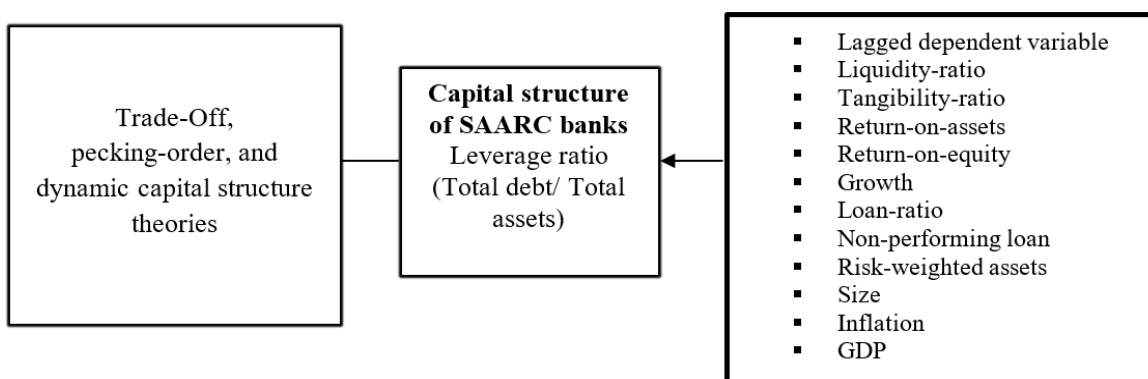 Trade-Off,
pecking-order, and
dynamic capital structure
theories
Capital structure
of SAARC banks
Leverage ratio
(Total debt/ Total
assets)
▪ Lagged dependent variable
▪ Liquidity-ratio
▪ Tangibility-ratio
▪ Return-on-assets
▪ Return-on-equity
▪ Growth
▪ Loan-ratio
▪ Non-performing loan
▪ Risk-weighted assets
▪ Size
▪ Inflation
▪ GDP